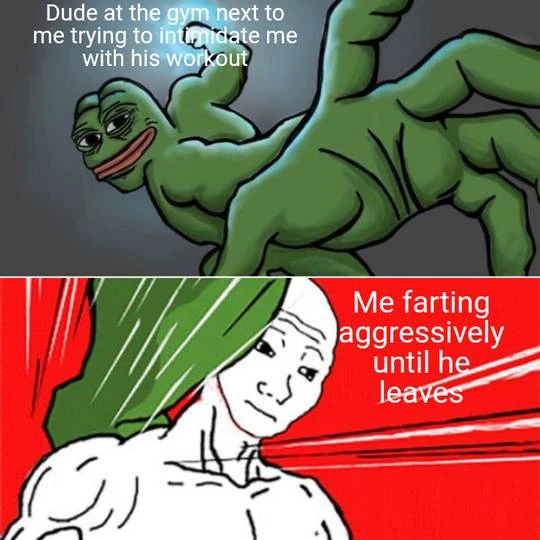 Dude at the gym next to
me trying to intimidate me
with his workout
Me farting
aggressively
until he
leaves